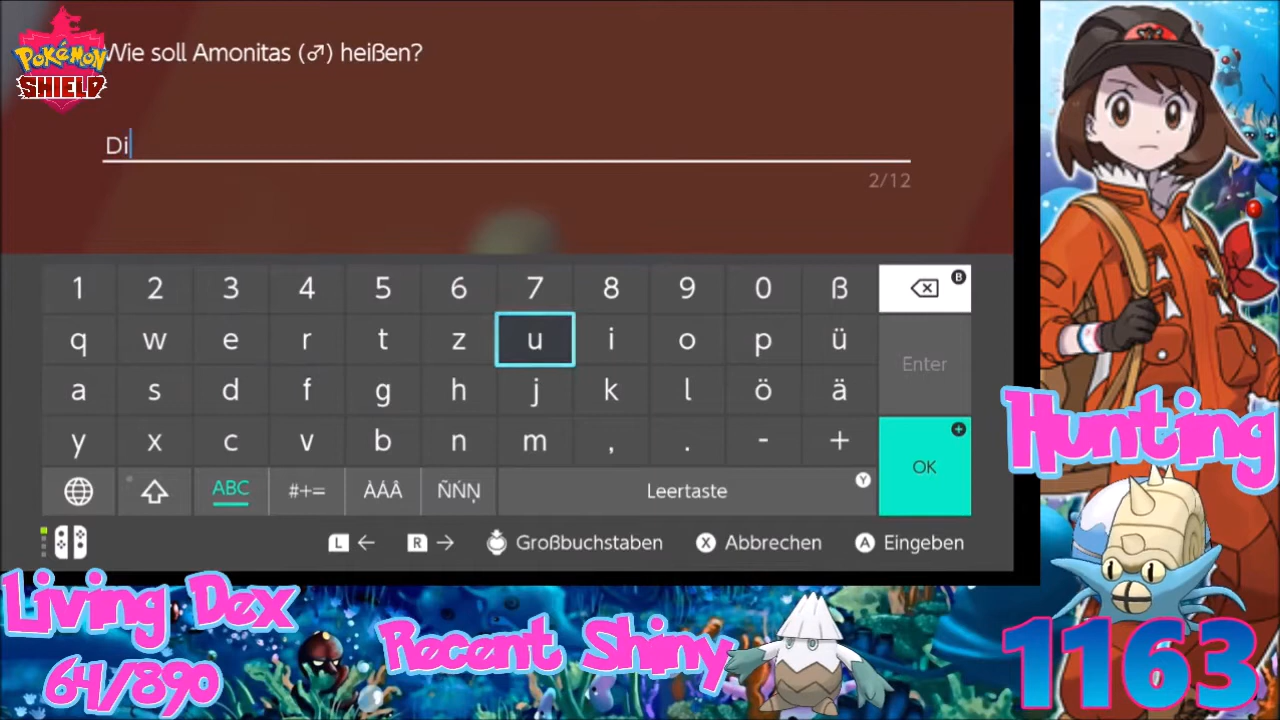 POKÉMON
SHIELD
Wie soll Amonitas (♂) heißen?
Di
2/12
1 2 3 4 5 6 7 8 9 0 ß
B
q w e r t z u i o p ü
Enter
a s d f g h j k l ö ä
y x c v b n m , . - +
+
OK
ABC #+= ÀÁÂ ÑŃŅ Leertaste Y
L ← R → Großbuchstaben X Abbrechen A Eingeben
Hunting
1163
Living Dex
64/890
Recent Shiny